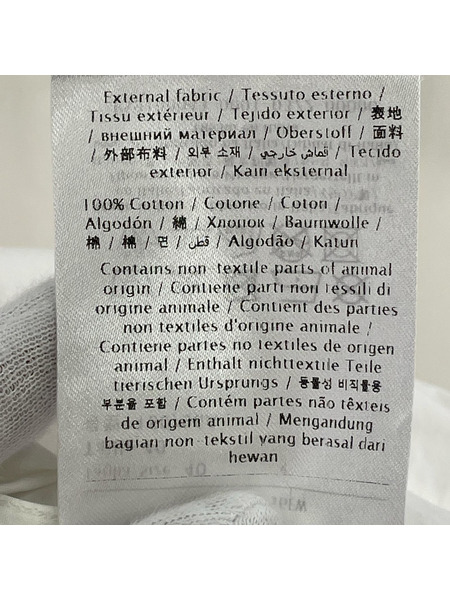 External fabric / Tessuto esterno /
Tissu extérieur / Tejido exterior / 表地
/ внешний материал / Oberstoff / 面料
/ 外部布料 / 외부 소재 / قماش خارجي / Tecido
exterior / Kain eksternal
100% Cotton / Cotone / Coton /
Algodón / 綿 / Хлопок / Baumwolle /
棉 / 棉 / 면 / قطن / Algodão / Katun
Contains non-textile parts of animal
origin / Contiene parti non tessili di
origine animale / Contient des parties
non textiles d'origine animale /
Contiene partes no textiles de origen
animal / Enthält nichttextile Teile
tierischen Ursprungs / 동물성 비직물용
부분을 포함 / Contém partes não têxteis
de origem animal / Mengandung
bagian non-tekstil yang berasal dari
hewan